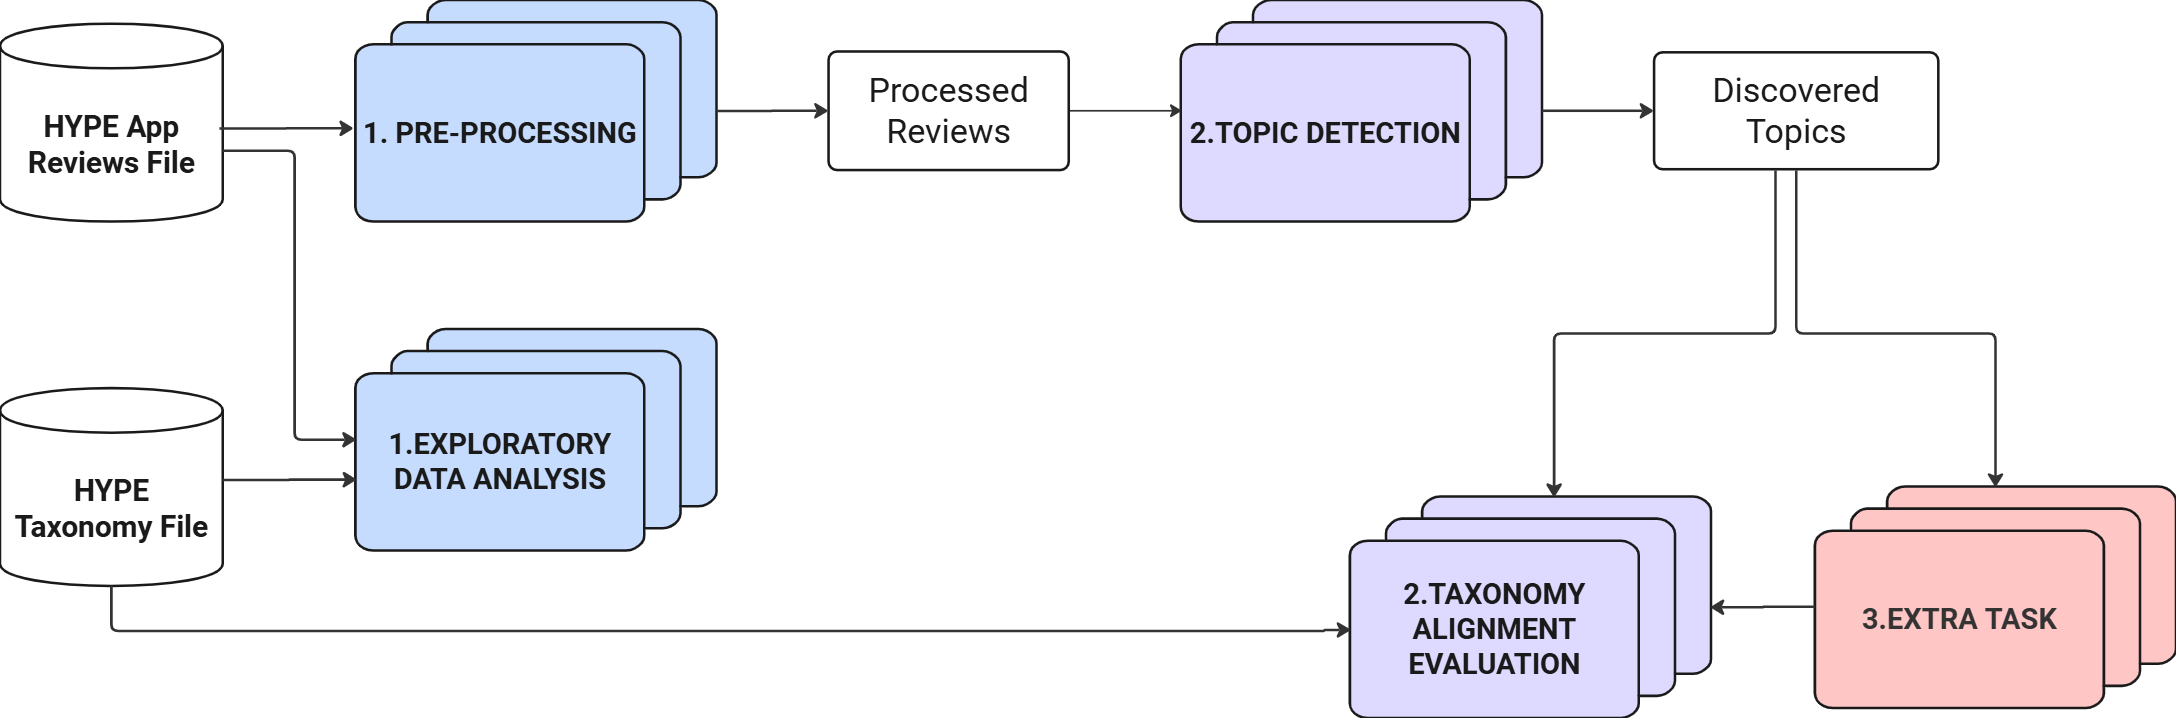 HYPE App
Reviews File
1. PRE-PROCESSING
Processed
Reviews
2.TOPIC DETECTION
Discovered
Topics
1.EXPLORATORY
DATA ANALYSIS
HYPE
Taxonomy File
2.TAXONOMY
ALIGNMENT
EVALUATION
3.EXTRA TASK